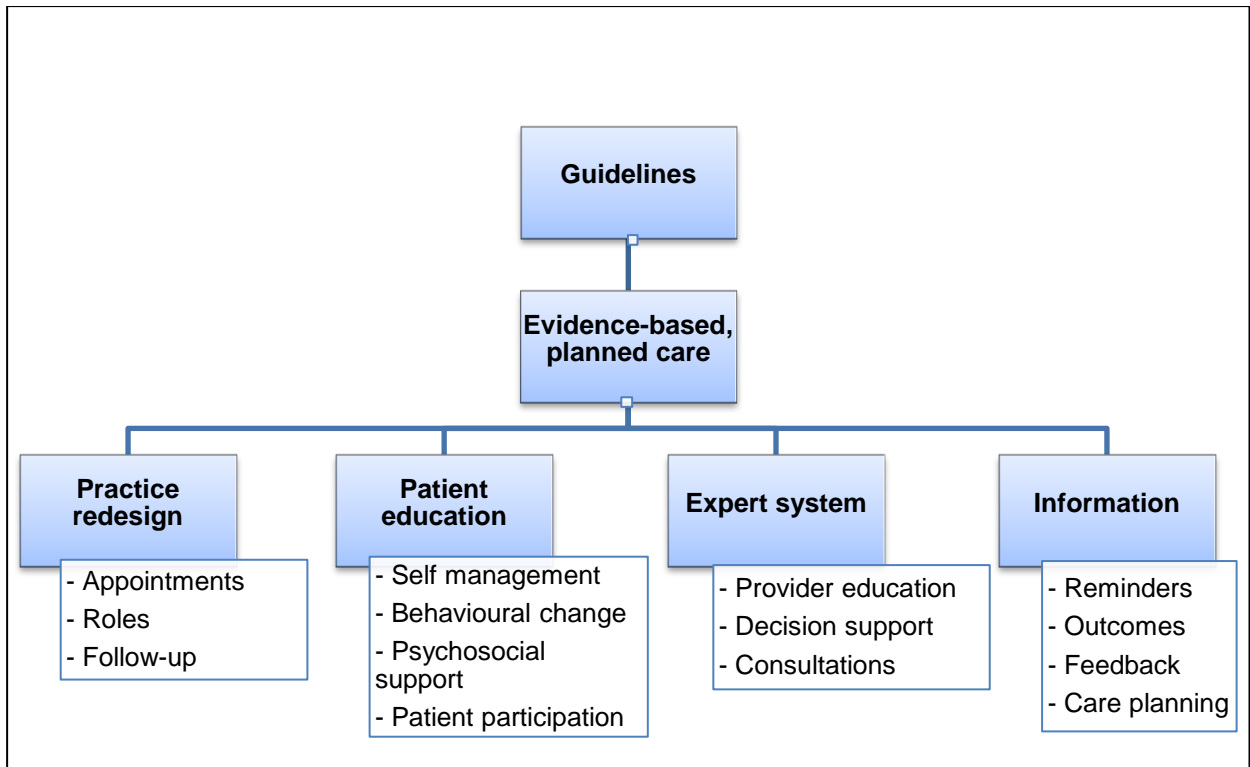 Guidelines
Evidence-based,
planned care
Practice
redesign
- Appointments
- Roles
- Follow-up
Patient
education
- Self management
- Behavioural change
- Psychosocial
support
- Patient participation
Expert system
- Provider education
- Decision support
- Consultations
Information
- Reminders
- Outcomes
- Feedback
- Care planning